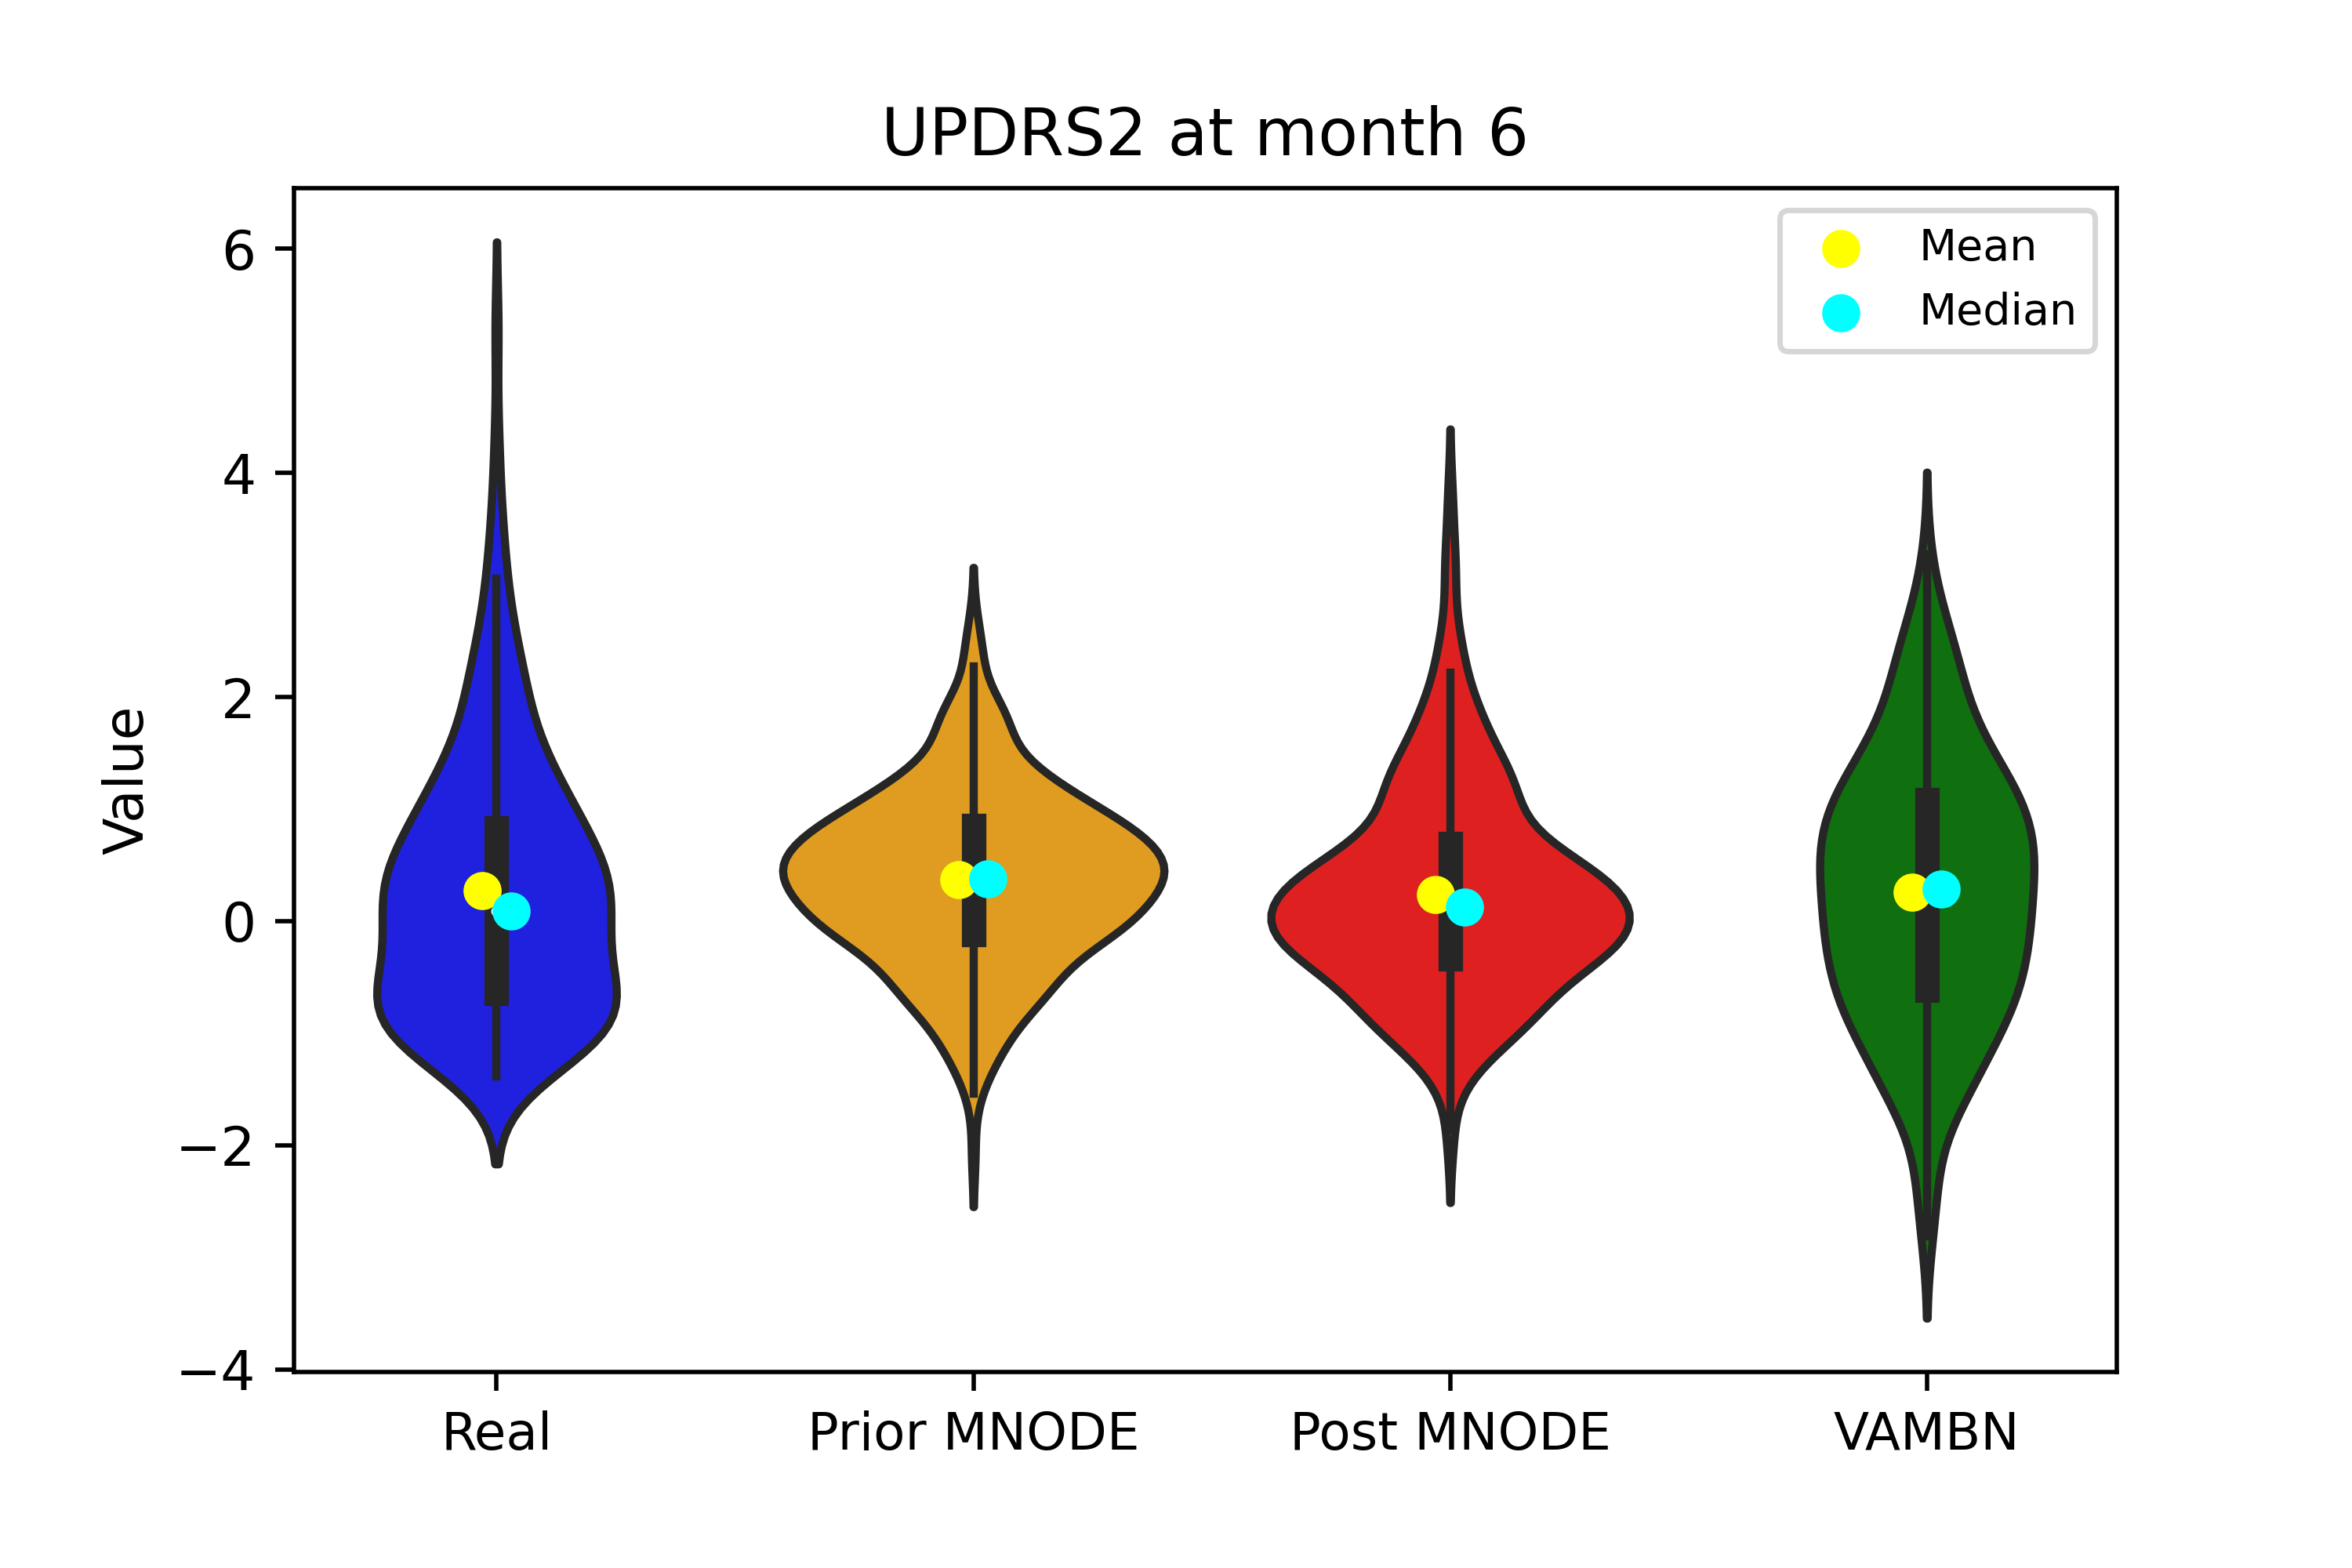 UPDRS2 at month 6
Mean
Median
Value
6
4
2
0
−2
−4
Real
Prior MNODE
Post MNODE
VAMBN